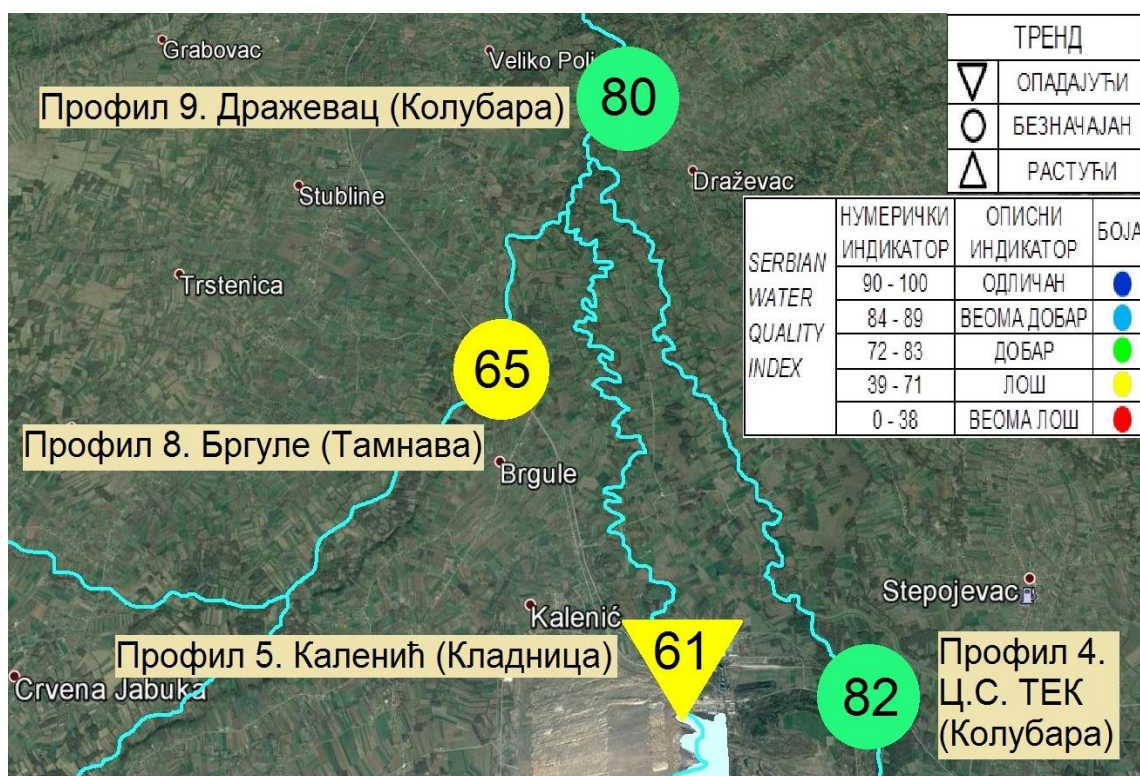 Grabovac
Veliko Polj
80
Профил 9. Дражевац (Колубара)
Stubline
Draževac
Trstenica
65
Профил 8. Бргуле (Тамнава)
Brgule
Stepojevac
Kalenić
Профил 5. Каленић (Кладница)
61
Crvena Jabuka
82
Профил 4.
Ц.С. ТЕК
(Колубара)
ТРЕНД
ОПАДАЈУЋИ
БЕЗНАЧАЈАН
РАСТУЋИ
SERBIAN
WATER
QUALITY
INDEX
НУМЕРИЧКИ
ИНДИКАТОР
ОПИСНИ
ИНДИКАТОР
БОЈА
90 - 100 ОДЛИЧАН
84 - 89 ВЕОМА ДОБАР
72 - 83 ДОБАР
39 - 71 ЛОШ
0 - 38 ВЕОМА ЛОШ